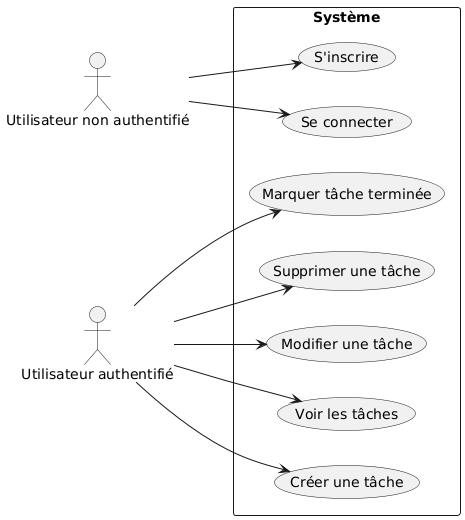 Système
S'inscrire
Utilisateur non authentifié
Se connecter
Marquer tâche terminée
Supprimer une tâche
Modifier une tâche
Utilisateur authentifié
Voir les tâches
Créer une tâche